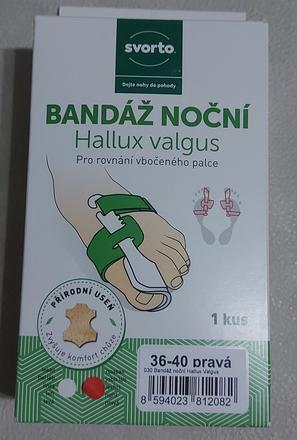 svorto.
Dejte nohy do pohody
BANDÁŽ NOČNÍ
Hallux valgus
Pro rovnání vbočeného palce
PŘÍRODNÍ USEŇ
Zvyšuje komfort chůze
1 kus
36-40 pravá
030 Bandáž noční Hallux Valgus
8 594023 812082